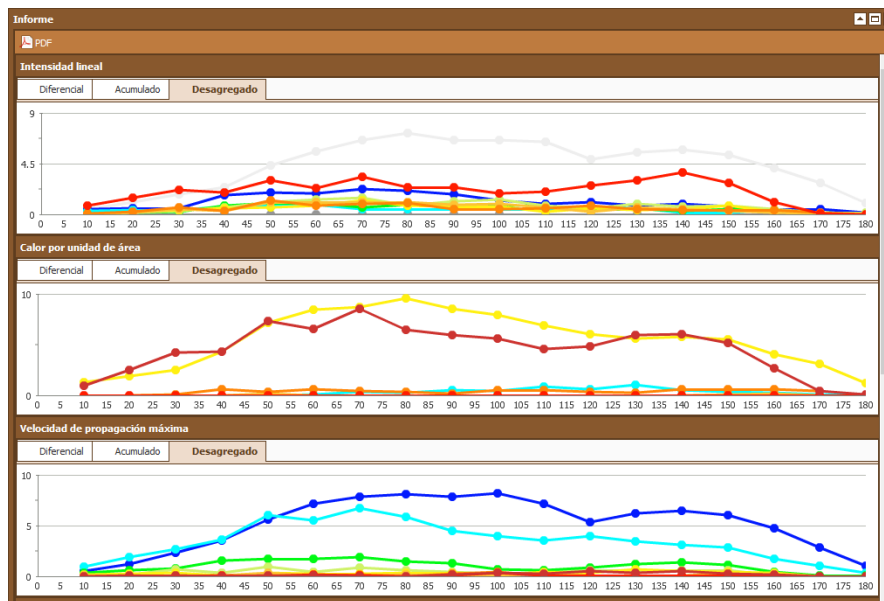 Informe
PDF
Intensidad lineal
Diferencial Acumulado Desagregado
9
4.5
0
0 5 10 15 20 25 30 35 40 45 50 55 60 65 70 75 80 85 90 95 100 105 110 115 120 125 130 135 140 145 150 155 160 165 170 175 180
Calor por unidad de área
Diferencial Acumulado Desagregado
10
0
0 5 10 15 20 25 30 35 40 45 50 55 60 65 70 75 80 85 90 95 100 105 110 115 120 125 130 135 140 145 150 155 160 165 170 175 180
Velocidad de propagación máxima
Diferencial Acumulado Desagregado
10
5
0
0 5 10 15 20 25 30 35 40 45 50 55 60 65 70 75 80 85 90 95 100 105 110 115 120 125 130 135 140 145 150 155 160 165 170 175 180